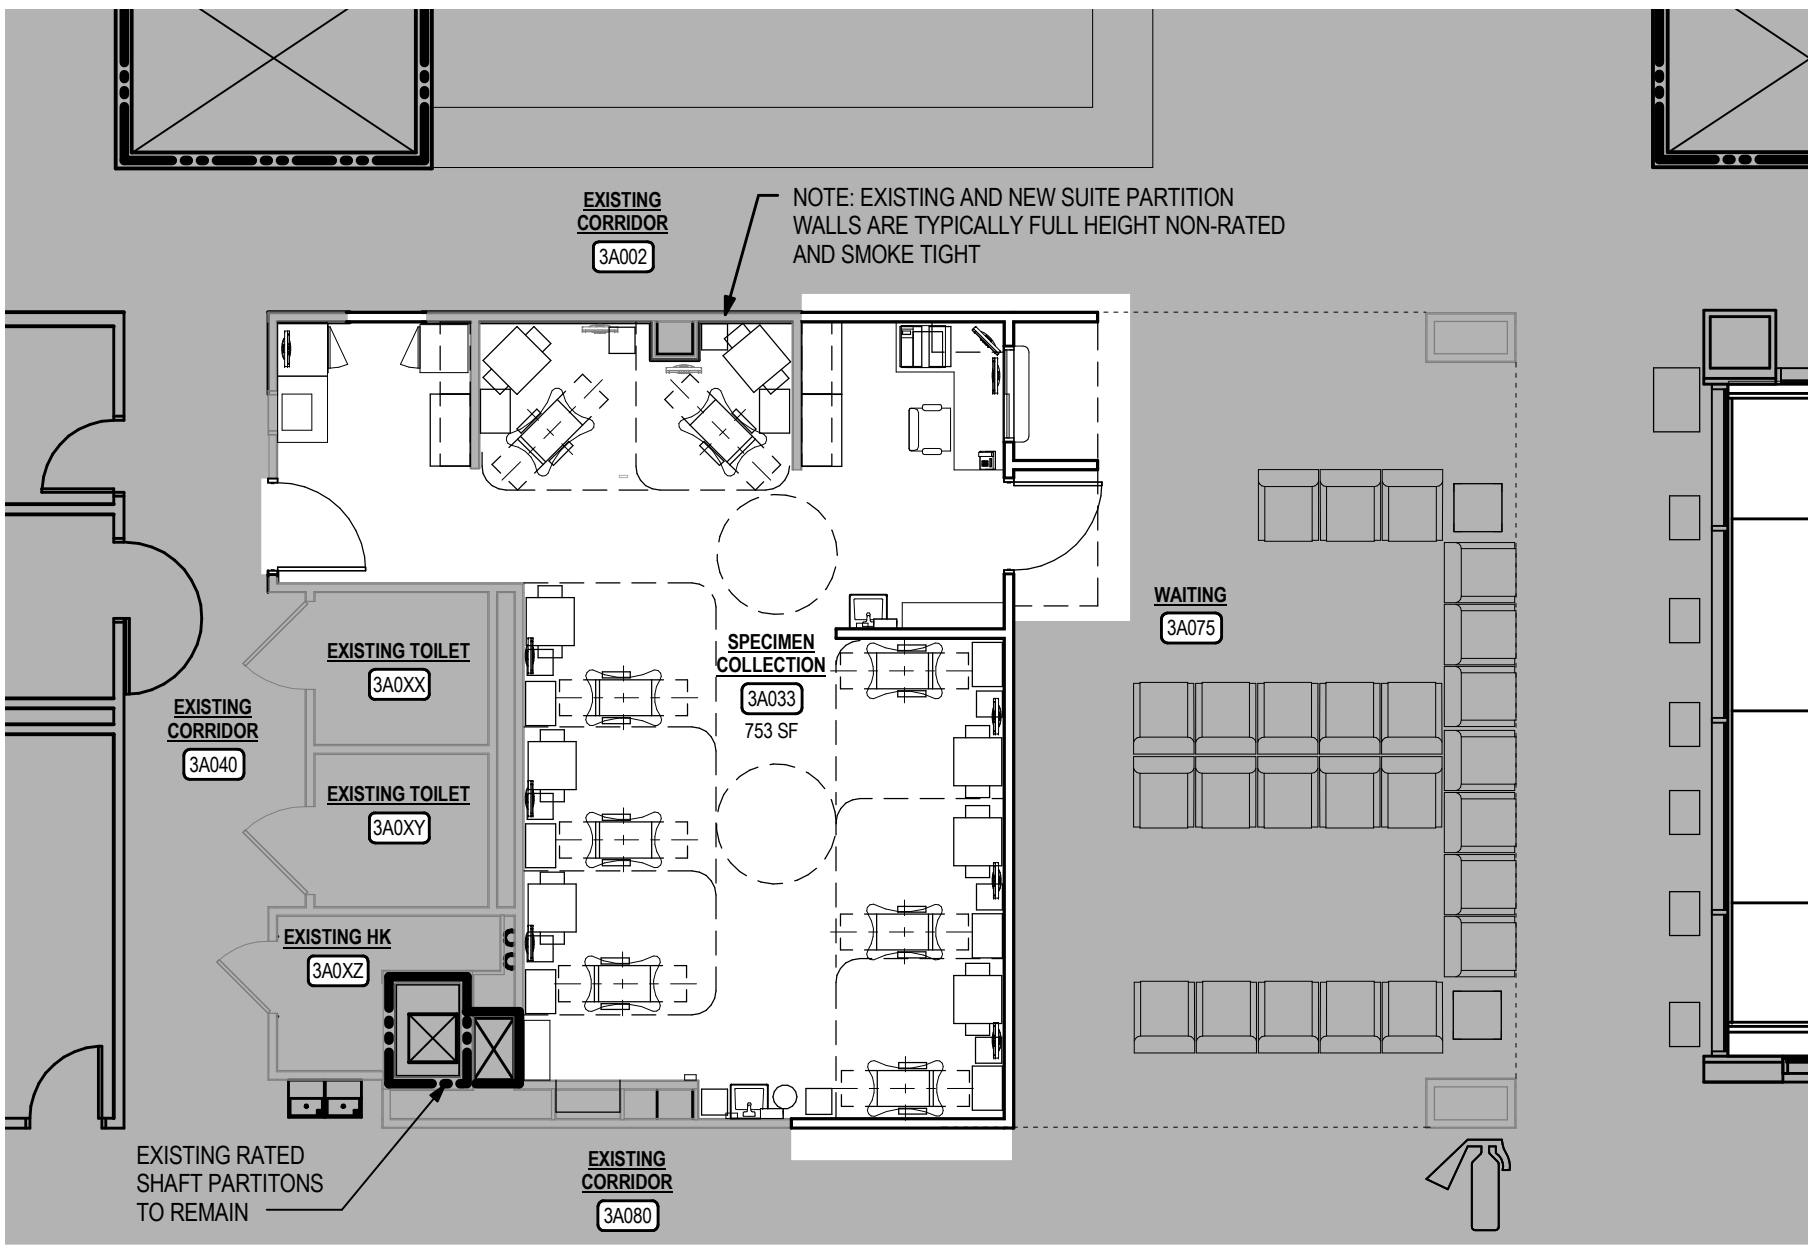 EXISTING
CORRIDOR
3A002
NOTE: EXISTING AND NEW SUITE PARTITION
WALLS ARE TYPICALLY FULL HEIGHT NON-RATED
AND SMOKE TIGHT
WAITING
3A075
EXISTING TOILET
3A0XX
SPECIMEN
COLLECTION
3A033
753 SF
EXISTING
CORRIDOR
3A040
EXISTING TOILET
3A0XY
EXISTING HK
3A0XZ
EXISTING RATED
SHAFT PARTITONS
TO REMAIN
EXISTING
CORRIDOR
3A080